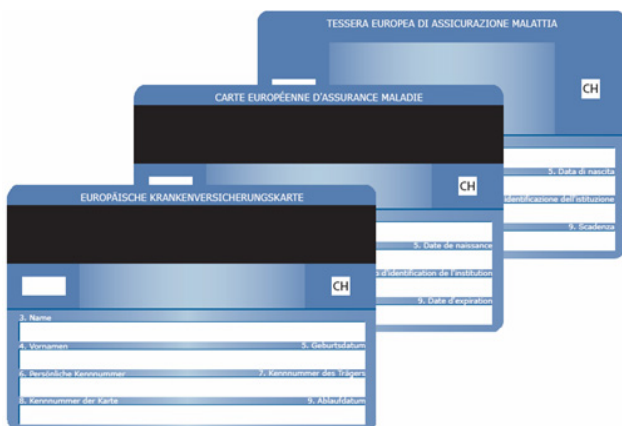 TESSERA EUROPEA DI ASSICURAZIONE MALATTIA
CH
5. Data di nascita
identificazione dell'istituzione
9. Scadenza
CARTE EUROPÉENNE D'ASSURANCE MALADIE
CH
5. Date de naissance
d'identification de l'institution
9. Date d'expiration
EUROPÄISCHE KRANKENVERSICHERUNGSKARTE
CH
3. Name
4. Vornamen 5. Geburtsdatum
6. Persönliche Kennnummer 7. Kennnummer des Trägers
8. Kennnummer der Karte 9. Ablaufdatum